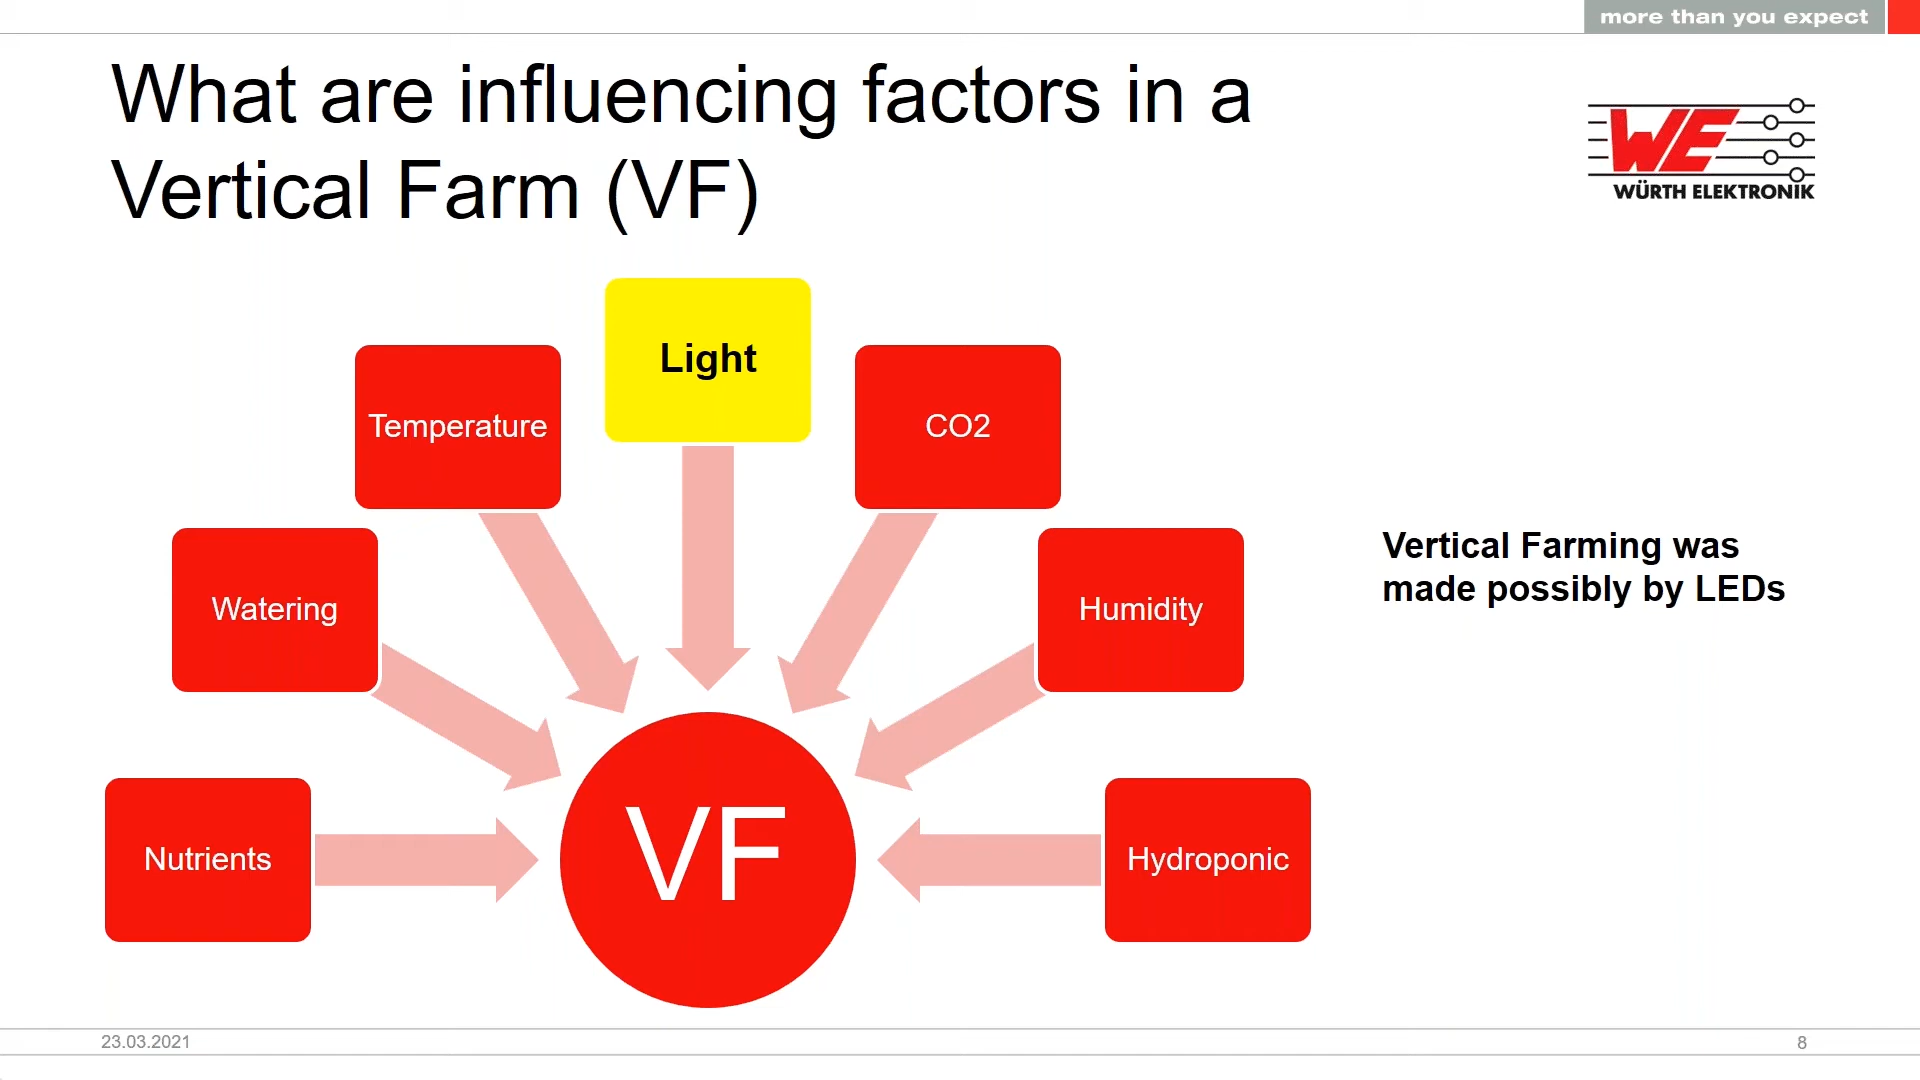 more than you expect
What are influencing factors in a
Vertical Farm (VF)
WE
WÜRTH ELEKTRONIK
Light
Temperature
CO2
Watering
Humidity
Vertical Farming was
made possibly by LEDs
Nutrients
VF
Hydroponic
23.03.2021
8